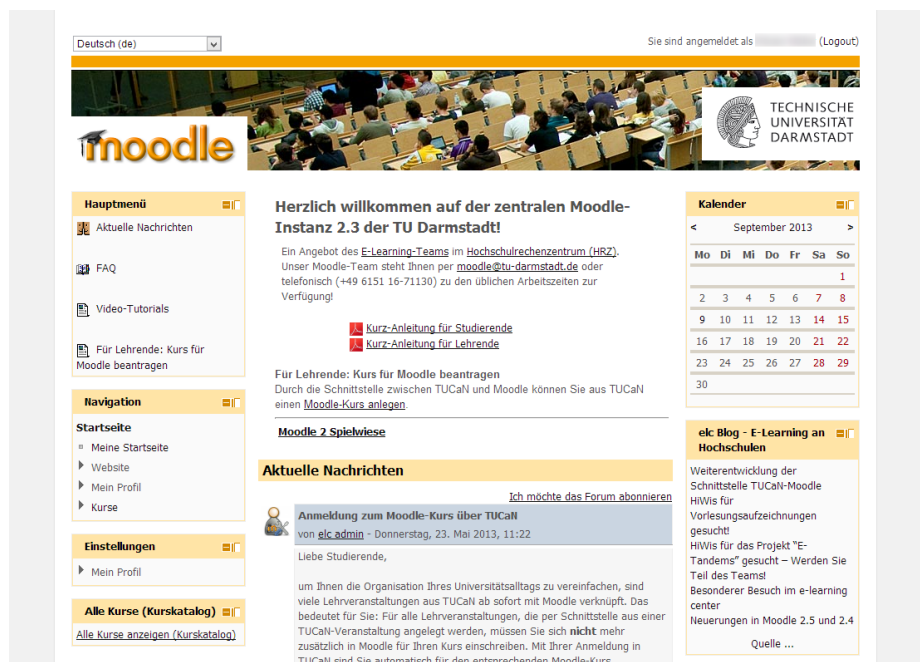 Deutsch (de)
Sie sind angemeldet als (Logout)
moodle
TECHNISCHE
UNIVERSITÄT
DARMSTADT
Hauptmenü
Aktuelle Nachrichten
FAQ
Video-Tutorials
Für Lehrende: Kurs für
Moodle beantragen
Navigation
Startseite
Meine Startseite
Website
Mein Profil
Kurse
Einstellungen
Mein Profil
Alle Kurse (Kurskatalog)
Alle Kurse anzeigen (Kurskatalog)
Herzlich willkommen auf der zentralen Moodle-
Instanz 2.3 der TU Darmstadt!
Ein Angebot des E-Learning-Teams im Hochschulrechenzentrum (HRZ).
Unser Moodle-Team steht Ihnen per moodle@tu-darmstadt.de oder
telefonisch (+49 6151 16-71130) zu den üblichen Arbeitszeiten zur
Verfügung!
Kurz-Anleitung für Studierende
Kurz-Anleitung für Lehrende
Für Lehrende: Kurs für Moodle beantragen
Durch die Schnittstelle zwischen TUCaN und Moodle können Sie aus TUCaN
einen Moodle-Kurs anlegen.
Moodle 2 Spielwiese
Aktuelle Nachrichten
Ich möchte das Forum abonnieren
Anmeldung zum Moodle-Kurs über TUCaN
von elc admin - Donnerstag, 23. Mai 2013, 11:22
Liebe Studierende,
um Ihnen die Organisation Ihres Universitätsalltags zu vereinfachen, sind
viele Lehrveranstaltungen aus TUCaN ab sofort mit Moodle verknüpft. Das
bedeutet für Sie: Für alle Lehrveranstaltungen, die per Schnittstelle aus einer
TUCaN-Veranstaltung angelegt werden, müssen Sie sich nicht mehr
zusätzlich in Moodle für Ihren Kurs einschreiben. Mit Ihrer Anmeldung in
TUCaN sind Sie automatisch für den entsprechenden Moodle-Kurs
Kalender
< September 2013 >
Mo Di Mi Do Fr Sa So
1
2 3 4 5 6 7 8
9 10 11 12 13 14 15
16 17 18 19 20 21 22
23 24 25 26 27 28 29
30
elc Blog - E-Learning an
Hochschulen
Weiterentwicklung der
Schnittstelle TUCaN-Moodle
HiWis für
Vorlesungsaufzeichnungen
gesucht!
HiWis für das Projekt "E-
Tandems" gesucht – Werden Sie
Teil des Teams!
Besonderer Besuch im e-learning
center
Neuerungen in Moodle 2.5 und 2.4
Quelle ...